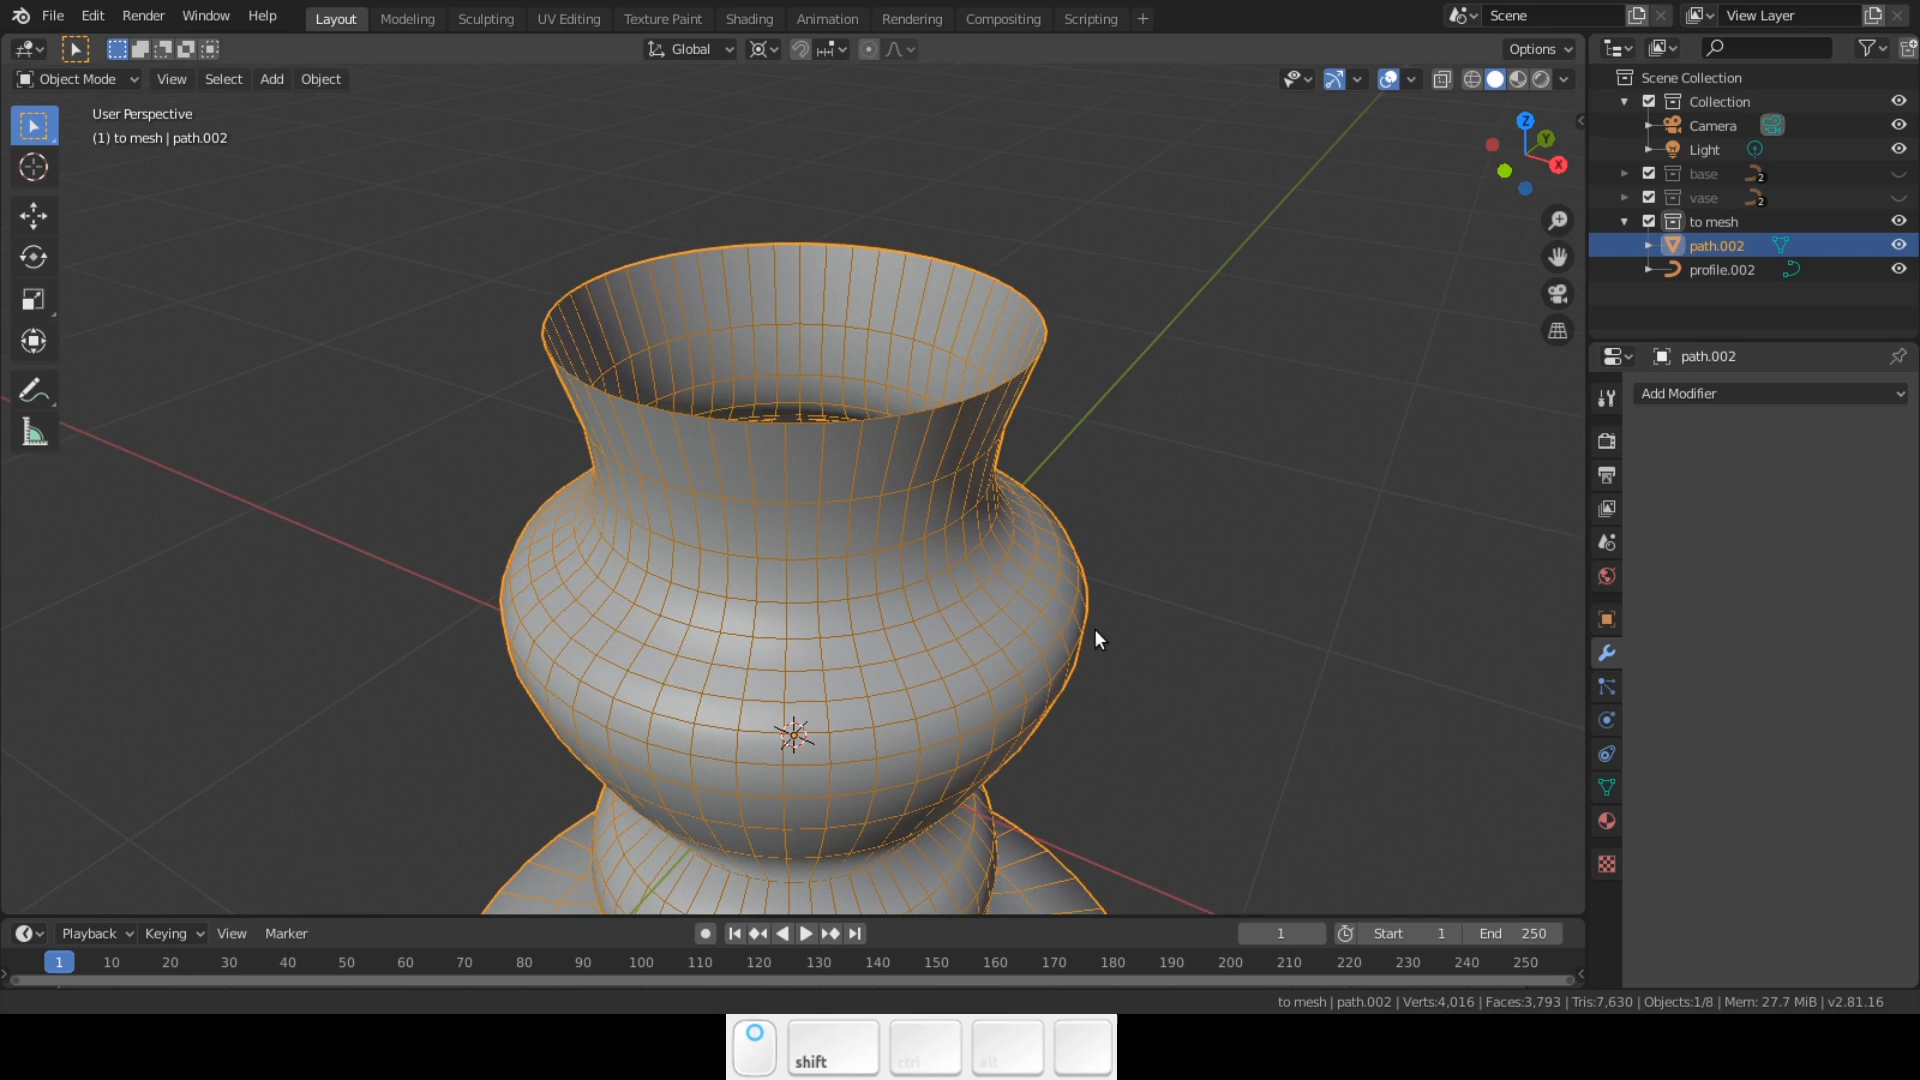 File Edit Render Window Help Layout Modeling Sculpting UV Editing Texture Paint Shading Animation Rendering Compositing Scripting + Scene View Layer
Global Options
Object Mode View Select Add Object
User Perspective
(1) to mesh | path.002
Z
Y
X
Scene Collection
Collection
Camera
Light
base 2
vase 2
to mesh
path.002
profile.002
path.002
Add Modifier
Playback Keying View Marker 1 Start 1 End 250
1 10 20 30 40 50 60 70 80 90 100 110 120 130 140 150 160 170 180 190 200 210 220 230 240 250
to mesh | path.002 | Verts:4,016 | Faces:3,793 | Tris:7,630 | Objects:1/8 | Mem: 27.7 MiB | v2.81.16
shift ctrl alt